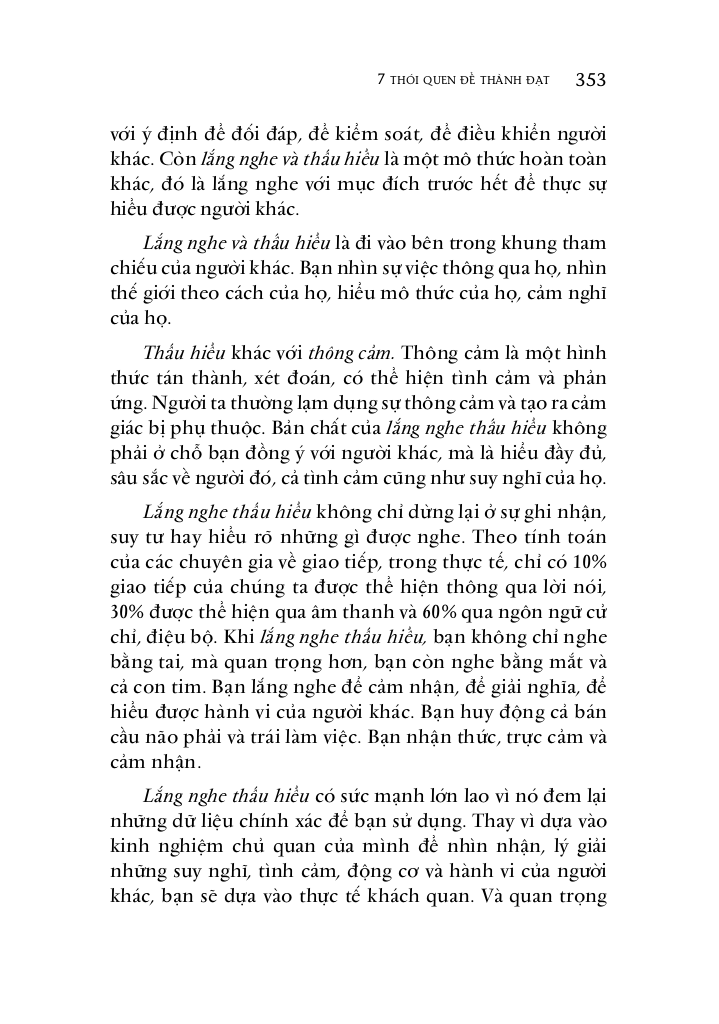 7 THÓI QUEN ĐỂ THÀNH ĐẠT 353
với ý định để đối đáp, để kiểm soát, để điều khiển người
khác. Còn lắng nghe và thấu hiểu là một mô thức hoàn toàn
khác, đó là lắng nghe với mục đích trước hết để thực sự
hiểu được người khác.
Lắng nghe và thấu hiểu là đi vào bên trong khung tham
chiếu của người khác. Bạn nhìn sự việc thông qua họ, nhìn
thế giới theo cách của họ, hiểu mô thức của họ, cảm nghĩ
của họ.
Thấu hiểu khác với thông cảm. Thông cảm là một hình
thức tán thành, xét đoán, có thể hiện tình cảm và phản
ứng. Người ta thường lạm dụng sự thông cảm và tạo ra cảm
giác bị phụ thuộc. Bản chất của lắng nghe thấu hiểu không
phải ở chỗ bạn đồng ý với người khác, mà là hiểu đầy đủ,
sâu sắc về người đó, cả tình cảm cũng như suy nghĩ của họ.
Lắng nghe thấu hiểu không chỉ dừng lại ở sự ghi nhận,
suy tư hay hiểu rõ những gì được nghe. Theo tính toán
của các chuyên gia về giao tiếp, trong thực tế, chỉ có 10%
giao tiếp của chúng ta được thể hiện thông qua lời nói,
30% được thể hiện qua âm thanh và 60% qua ngôn ngữ cử
chỉ, điệu bộ. Khi lắng nghe thấu hiểu, bạn không chỉ nghe
bằng tai, mà quan trọng hơn, bạn còn nghe bằng mắt và
cả con tim. Bạn lắng nghe để cảm nhận, để giải nghĩa, để
hiểu được hành vi của người khác. Bạn huy động cả bán
cầu não phải và trái làm việc. Bạn nhận thức, trực cảm và
cảm nhận.
Lắng nghe thấu hiểu có sức mạnh lớn lao vì nó đem lại
những dữ liệu chính xác để bạn sử dụng. Thay vì dựa vào
kinh nghiệm chủ quan của mình để nhìn nhận, lý giải
những suy nghĩ, tình cảm, động cơ và hành vi của người
khác, bạn sẽ dựa vào thực tế khách quan. Và quan trọng